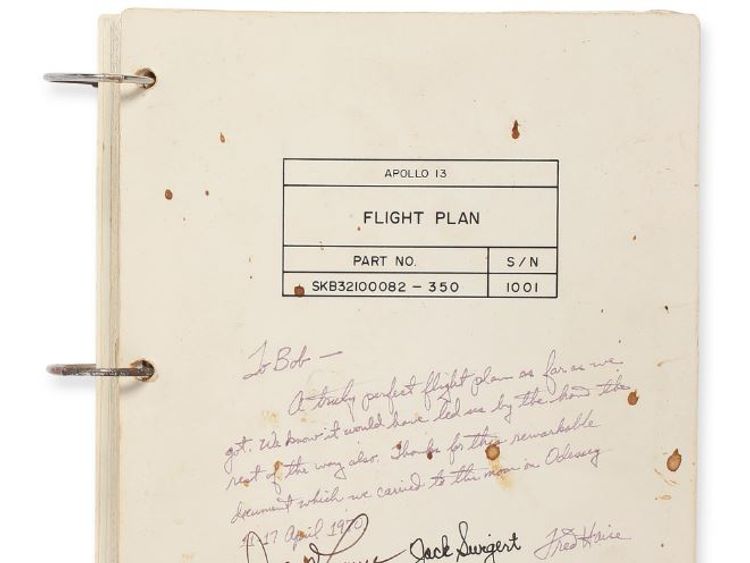 APOLLO 13
FLIGHT PLAN
PART NO. S/N
SKB32100082-350 1001
To Bob —
A truly perfect flight plan as far as we
got. We know it would have led us by the hand the
rest of the way also. Thanks for this remarkable
document which we carried to the moon in Odessey
11-17 April 1970
Jack Swigert Fred Haise